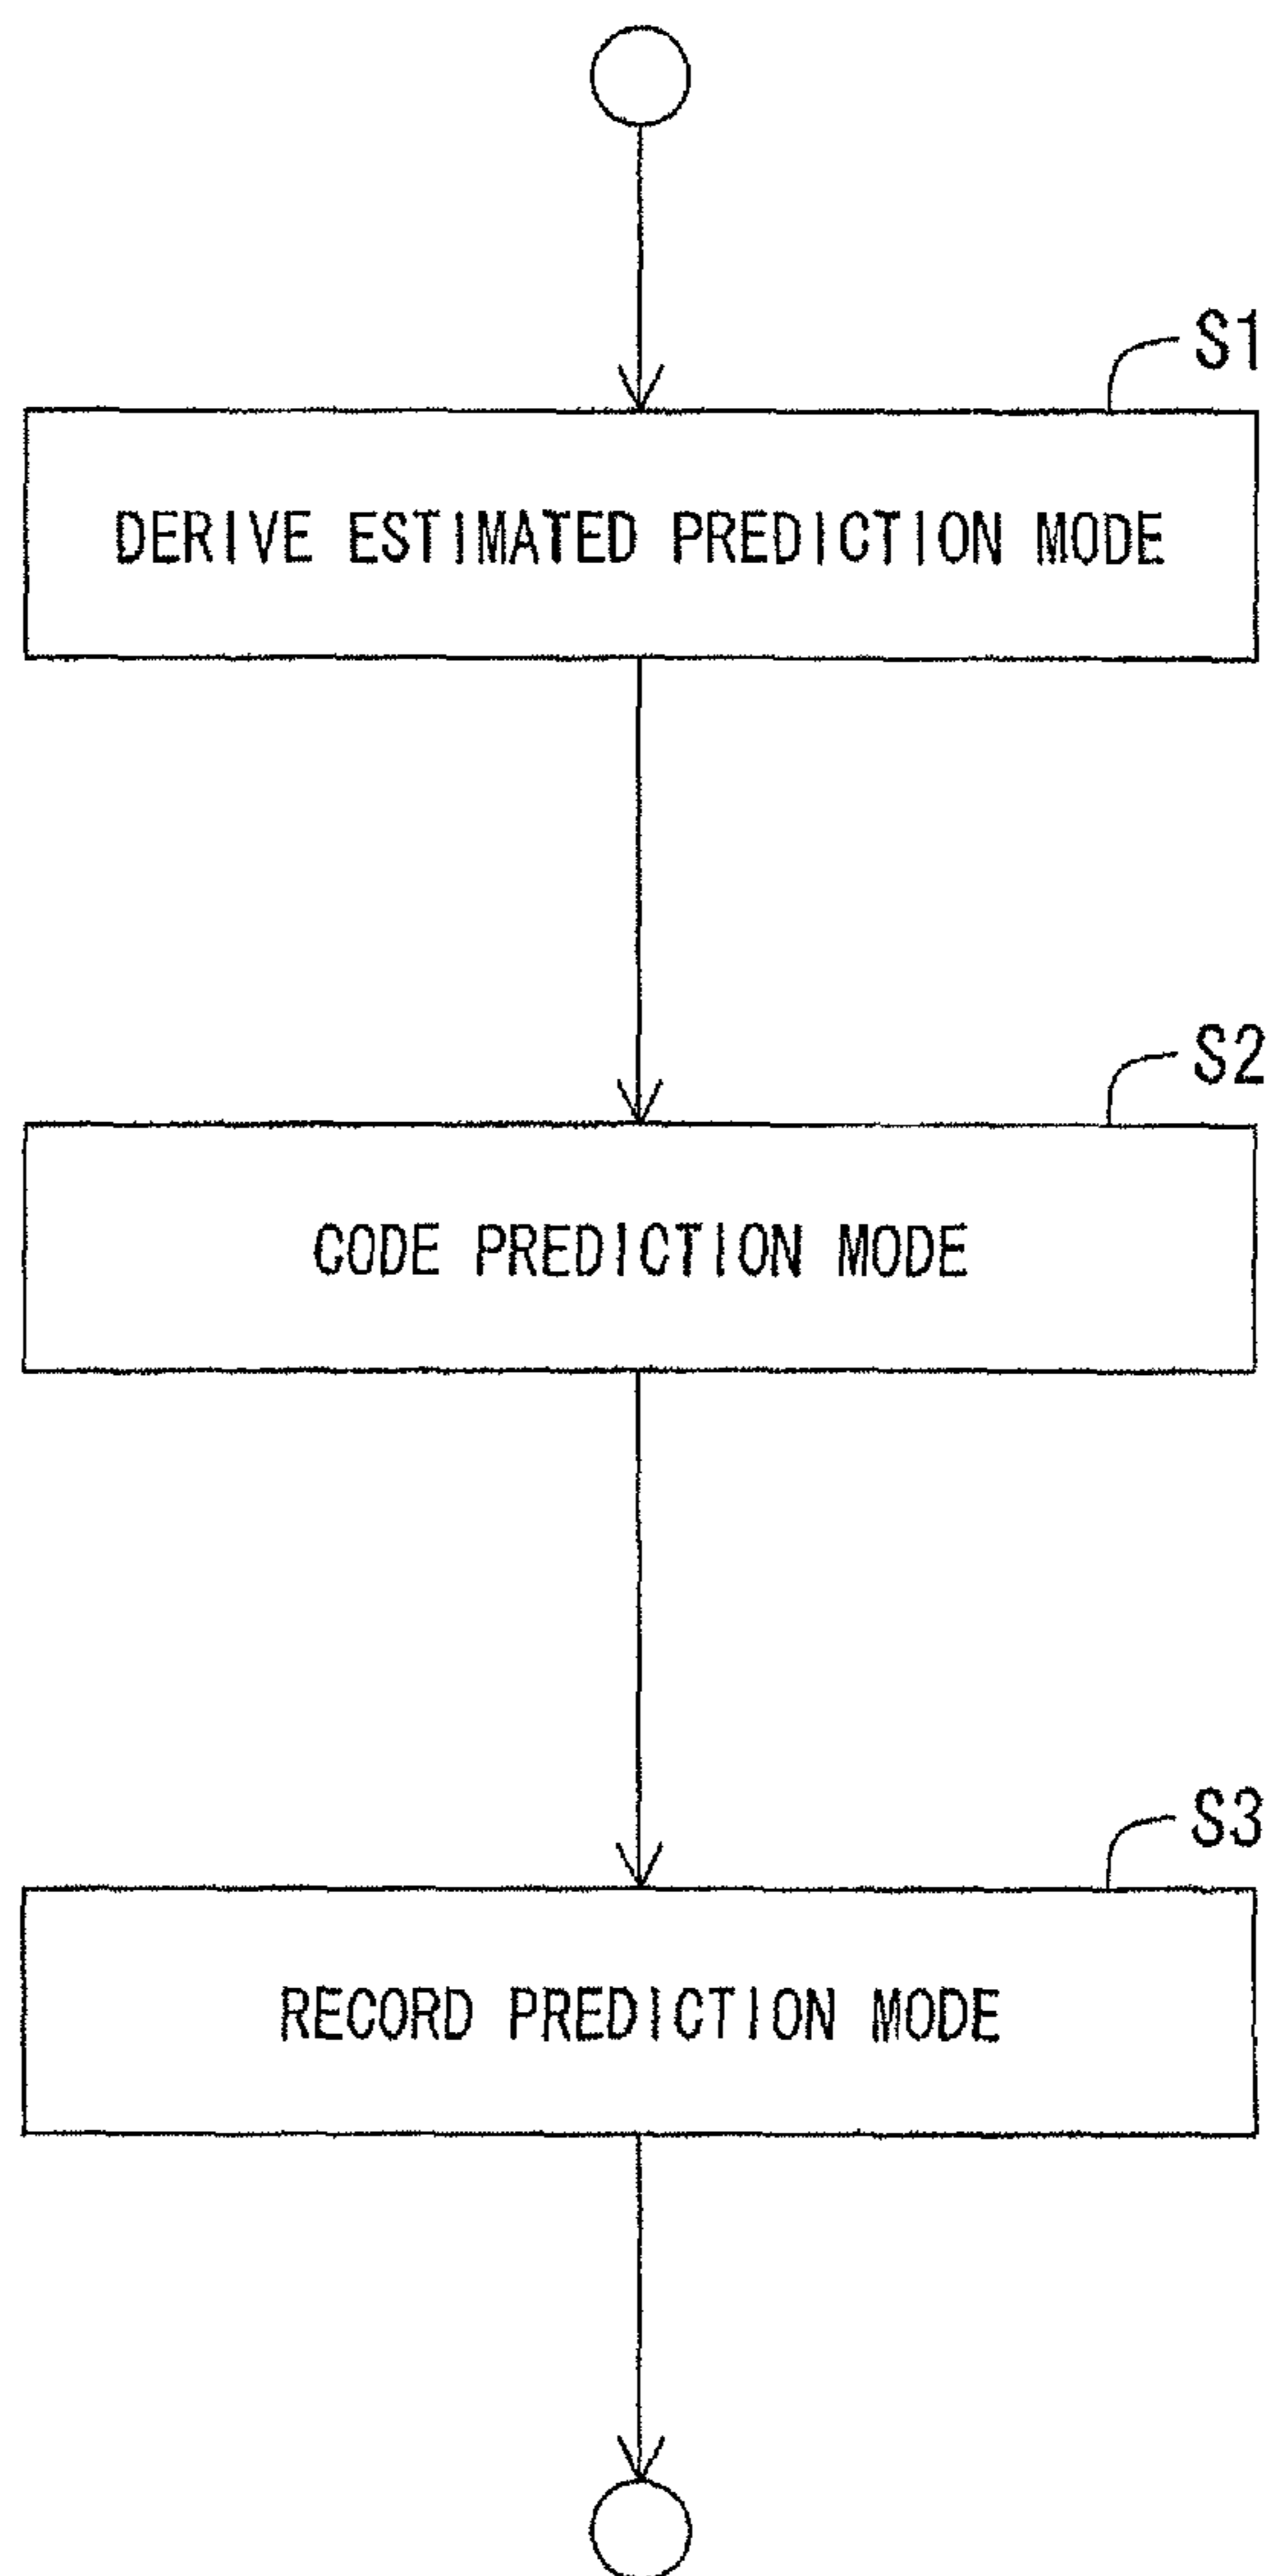 S1
DERIVE ESTIMATED PREDICTION MODE
S2
CODE PREDICTION MODE
S3
RECORD PREDICTION MODE